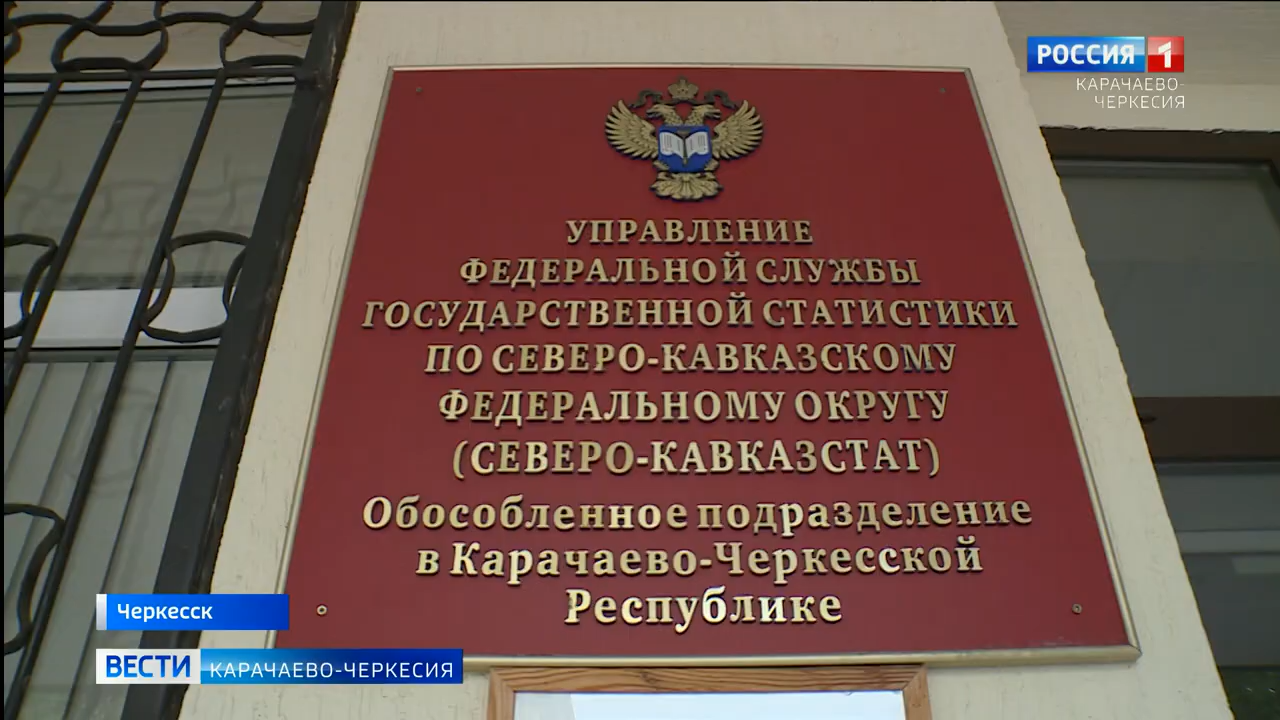 РОССИЯ 1
КАРАЧАЕВО-
ЧЕРКЕСИЯ
УПРАВЛЕНИЕ
ФЕДЕРАЛЬНОЙ СЛУЖБЫ
ГОСУДАРСТВЕННОЙ СТАТИСТИКИ
ПО СЕВЕРО-КАВКАЗСКОМУ
ФЕДЕРАЛЬНОМУ ОКРУГУ
(СЕВЕРО-КАВКАЗСТАТ)
Обособленное подразделение
в Карачаево-Черкесской
Республике
Черкесск
ВЕСТИ КАРАЧАЕВО-ЧЕРКЕСИЯ